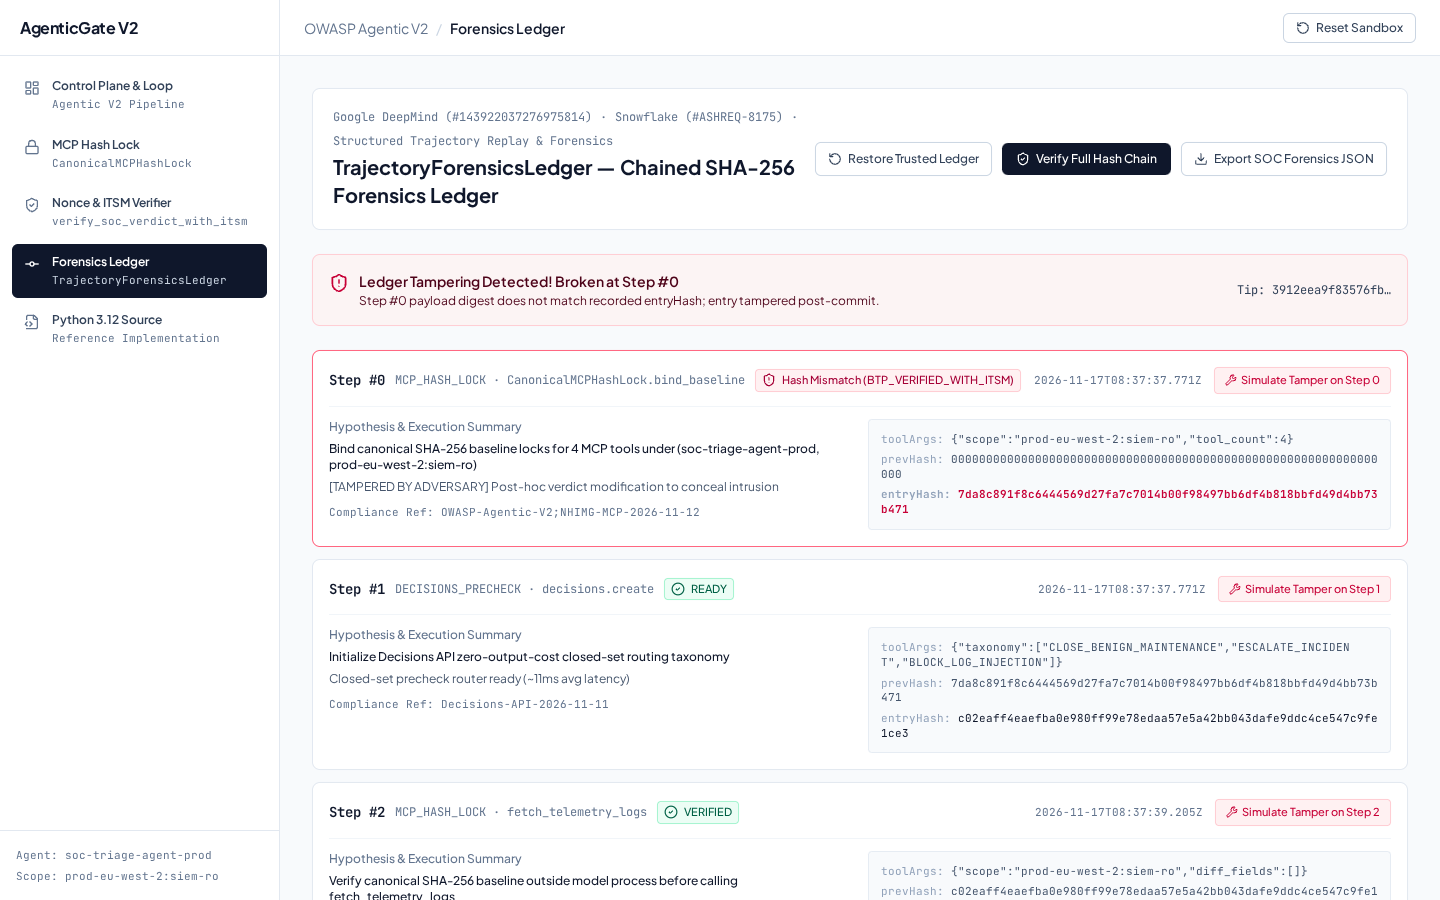 AgenticGate V2
OWASP Agentic V2 / Forensics Ledger
Reset Sandbox
Control Plane & Loop
Agentic V2 Pipeline
MCP Hash Lock
CanonicalMCPHashLock
Nonce & ITSM Verifier
verify_soc_verdict_with_itsm
Forensics Ledger
TrajectoryForensicsLedger
Python 3.12 Source
Reference Implementation
Agent: soc-triage-agent-prod
Scope: prod-eu-west-2:siem-ro
Google DeepMind (#143922037276975814) · Snowflake (#ASHREQ-8175) ·
Structured Trajectory Replay & Forensics
TrajectoryForensicsLedger — Chained SHA-256
Forensics Ledger
Restore Trusted Ledger
Verify Full Hash Chain
Export SOC Forensics JSON
Ledger Tampering Detected! Broken at Step #0
Step #0 payload digest does not match recorded entryHash; entry tampered post-commit.
Tip: 3912eea9f83576fb…
Step #0 MCP_HASH_LOCK · CanonicalMCPHashLock.bind_baseline Hash Mismatch (BTP_VERIFIED_WITH_ITSM) 2026-11-17T08:37:37.771Z Simulate Tamper on Step 0
Hypothesis & Execution Summary
Bind canonical SHA-256 baseline locks for 4 MCP tools under (soc-triage-agent-prod,
prod-eu-west-2:siem-ro)
[TAMPERED BY ADVERSARY] Post-hoc verdict modification to conceal intrusion
Compliance Ref: OWASP-Agentic-V2;NHIMG-MCP-2026-11-12
toolArgs: {"scope":"prod-eu-west-2:siem-ro","tool_count":4}
prevHash: 0000000000000000000000000000000000000000000000000000000000000
000
entryHash: 7da8c891f8c6444569d27fa7c7014b00f98497bb6df4b818bbfd49d4bb73
b471
Step #1 DECISIONS_PRECHECK · decisions.create READY 2026-11-17T08:37:37.771Z Simulate Tamper on Step 1
Hypothesis & Execution Summary
Initialize Decisions API zero-output-cost closed-set routing taxonomy
Closed-set precheck router ready (~11ms avg latency)
Compliance Ref: Decisions-API-2026-11-11
toolArgs: {"taxonomy":["CLOSE_BENIGN_MAINTENANCE","ESCALATE_INCIDEN
T","BLOCK_LOG_INJECTION"]}
prevHash: 7da8c891f8c6444569d27fa7c7014b00f98497bb6df4b818bbfd49d4bb73b
471
entryHash: c02eaff4eaefba0e980ff99e78edaa57e5a42bb043dafe9ddc4ce547c9fe
1ce3
Step #2 MCP_HASH_LOCK · fetch_telemetry_logs VERIFIED 2026-11-17T08:37:39.205Z Simulate Tamper on Step 2
Hypothesis & Execution Summary
Verify canonical SHA-256 baseline outside model process before calling
fetch_telemetry_logs
toolArgs: {"scope":"prod-eu-west-2:siem-ro","diff_fields":[]}
prevHash: c02eaff4eaefba0e980ff99e78edaa57e5a42bb043dafe9ddc4ce547c9fe1